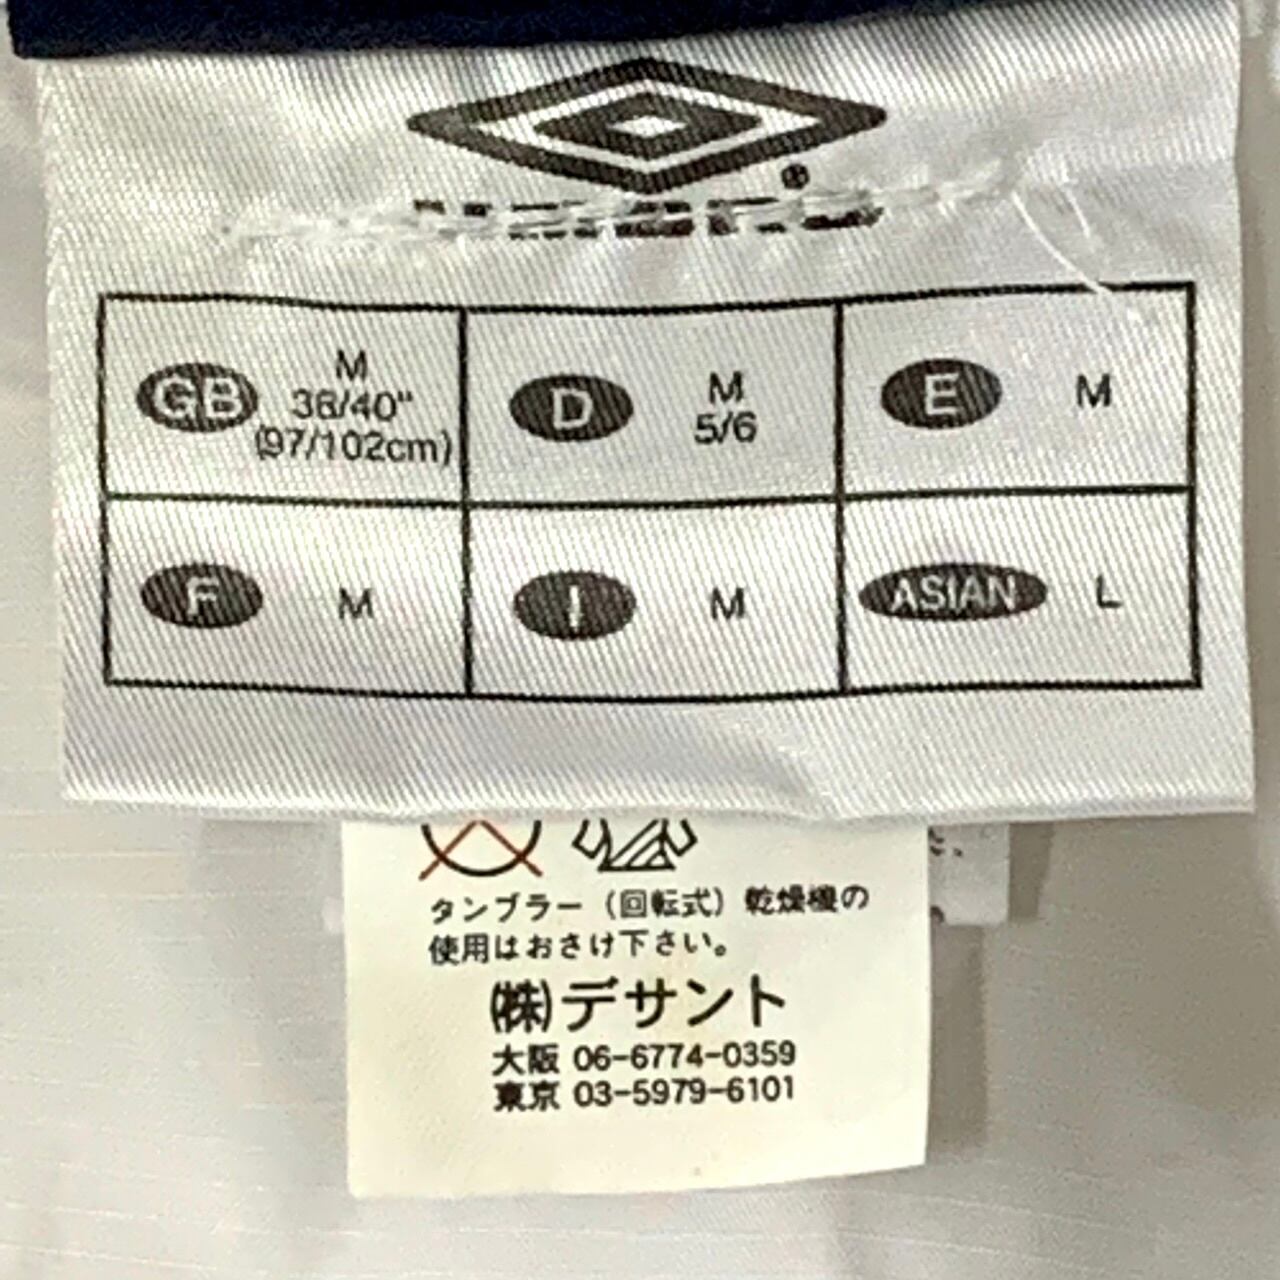 ®
GB M
38/40"
(97/102cm)
D M
5/6
E M
F M
I M
ASIAN L
タンブラー（回転式）乾燥機の
使用はおさけ下さい。
(株)デサント
大阪 06-6774-0359
東京 03-5979-6101